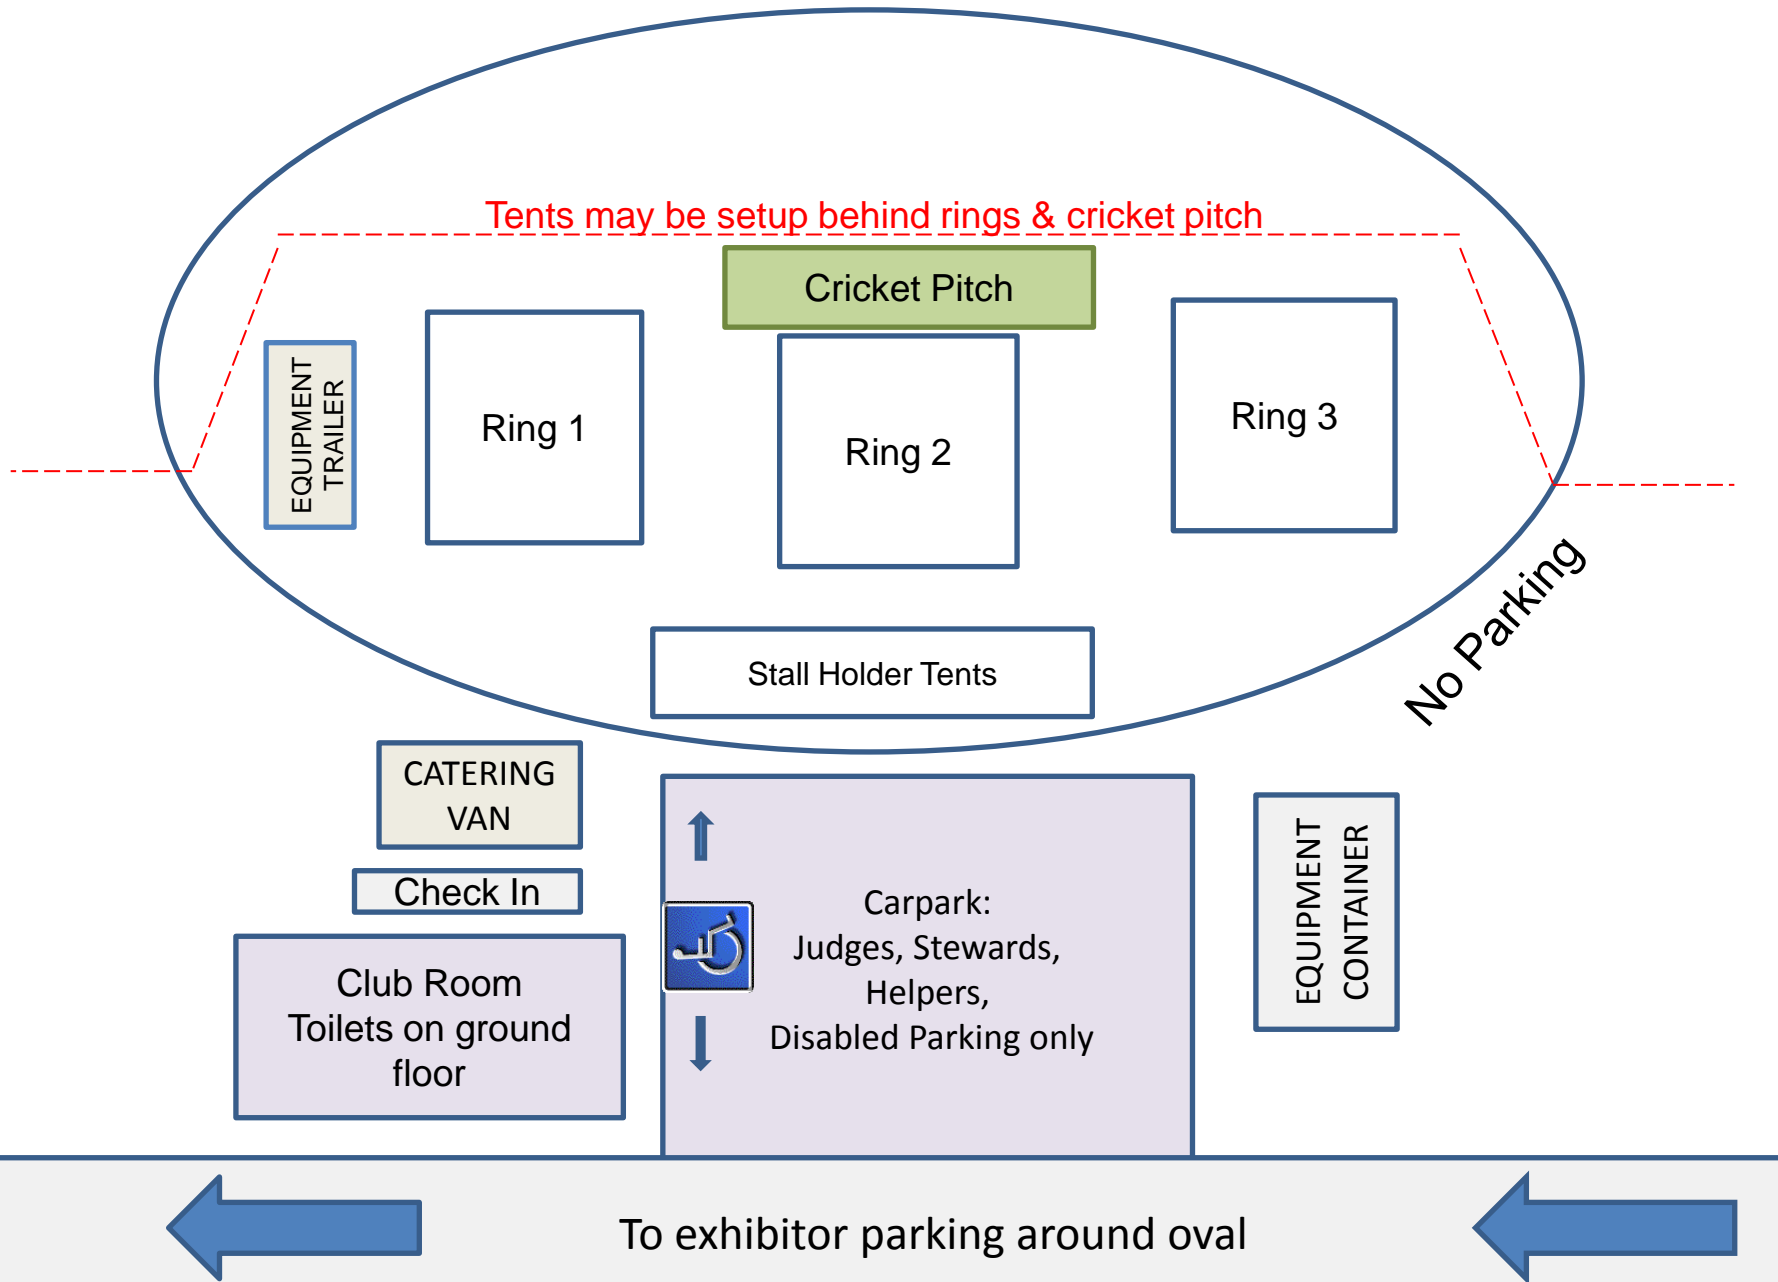 Tents may be setup behind rings & cricket pitch
Cricket Pitch
EQUIPMENT
TRAILER
Ring 1
Ring 2
Ring 3
No Parking
Stall Holder Tents
CATERING
VAN
Check In
Club Room
Toilets on ground
floor
Carpark:
Judges, Stewards,
Helpers,
Disabled Parking only
EQUIPMENT
CONTAINER
To exhibitor parking around oval